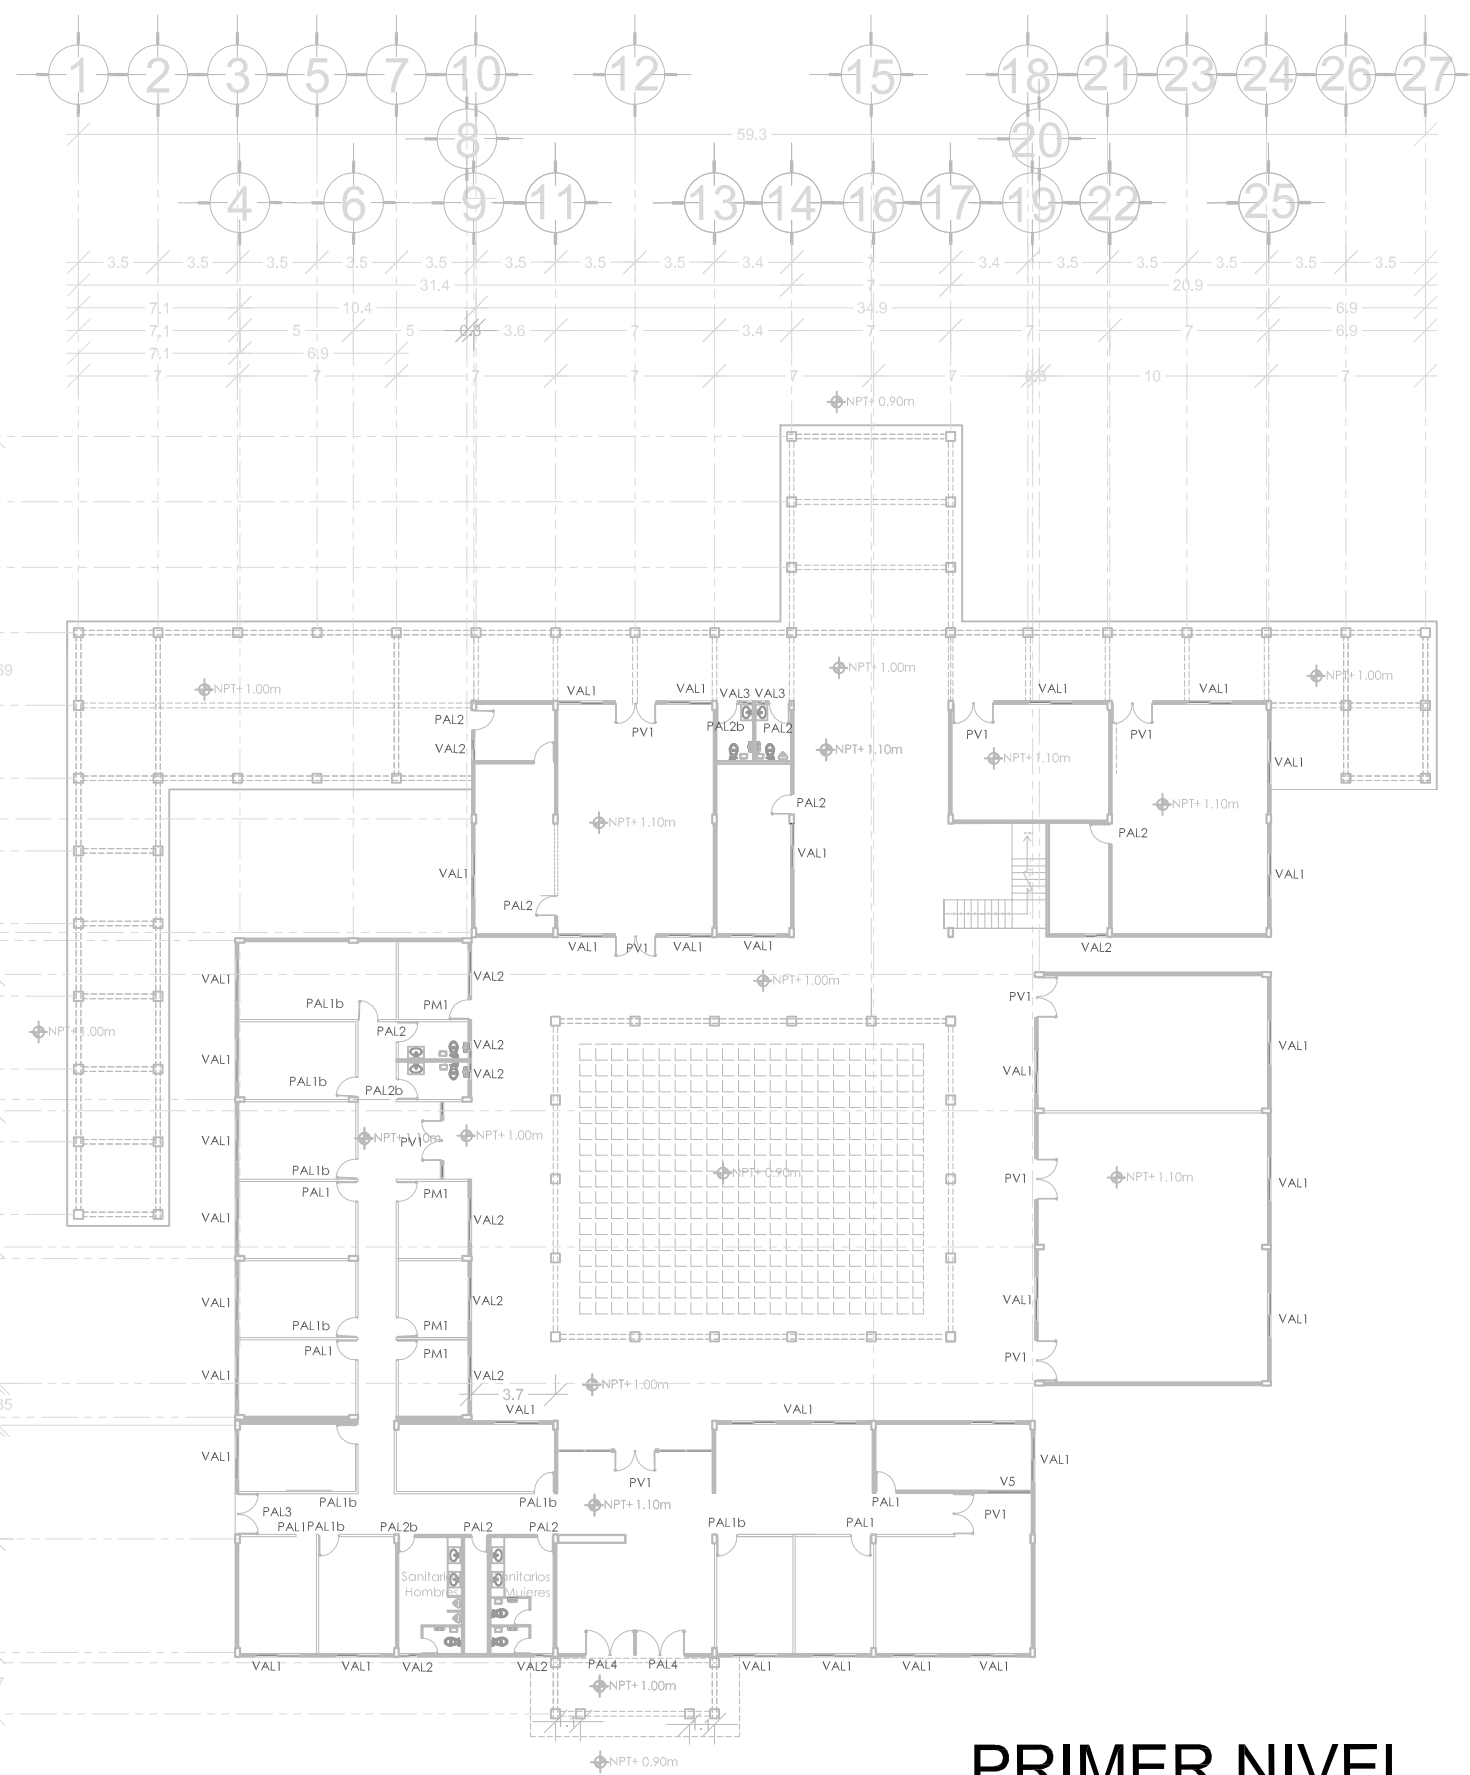 1 2 3 5 7 10 12 15 18 21 23 24 26 27
8 20
59.3
4 6 9 11 13 14 16 17 19 22 25
3.5 3.5 3.5 3.5 3.5 3.5 3.5 3.5 3.4 7 3.4 3.5 3.5 3.5 3.5 3.5
31.4 7 20.9
7.1 10.4 34.9 6.9
7.1 5 5 3.6 7 3.4 7 7 7 6.9
7.1 6.9
7 7 7 7 7 7 10 7
NPT+ 0.90m
NPT+ 1.00m NPT+ 1.00m NPT+ 1.00m
69
VAL1 VAL1 VAL3 VAL3 VAL1 VAL1
PAL2 PV1 PAL2b PAL2 PV1 PV1
VAL2 NPT+ 1.10m NPT+ 1.10m VAL1
PAL2 NPT+ 1.10m
NPT+ 1.10m PAL2
VAL1 VAL1 VAL1
PAL2
VAL1 PV1 VAL1 VAL1 VAL2
VAL1 VAL2 NPT+ 1.00m
PAL1b PM1 PV1
NPT+ 1.00m PAL2
VAL1 VAL2 VAL1
VAL2 VAL1
PAL1b PAL2b
VAL1 NPT+ 1.10m PV1 NPT+ 1.00m
PAL1b NPT+ 0.90m PV1 NPT+ 1.10m
PAL1 PM1 VAL1
VAL1 VAL2
VAL1 VAL2 VAL1
PAL1b PM1 VAL1
PAL1 PM1 PV1
VAL1 VAL2 NPT+ 1.00m
3.7
VAL1 VAL1
VAL1 VAL1
PV1 V5
PAL1b PAL1b NPT+ 1.10m PAL1
PAL3 PV1
PAL1 PAL1b PAL2b PAL2 PAL2 PAL1b PAL1
Sanitarios
Hombres
Sanitarios
Mujeres
VAL1 VAL1 VAL2 VAL2 PAL4 PAL4 VAL1 VAL1 VAL1 VAL1
NPT+ 1.00m
NPT+ 0.90m
PRIMER NIVEL